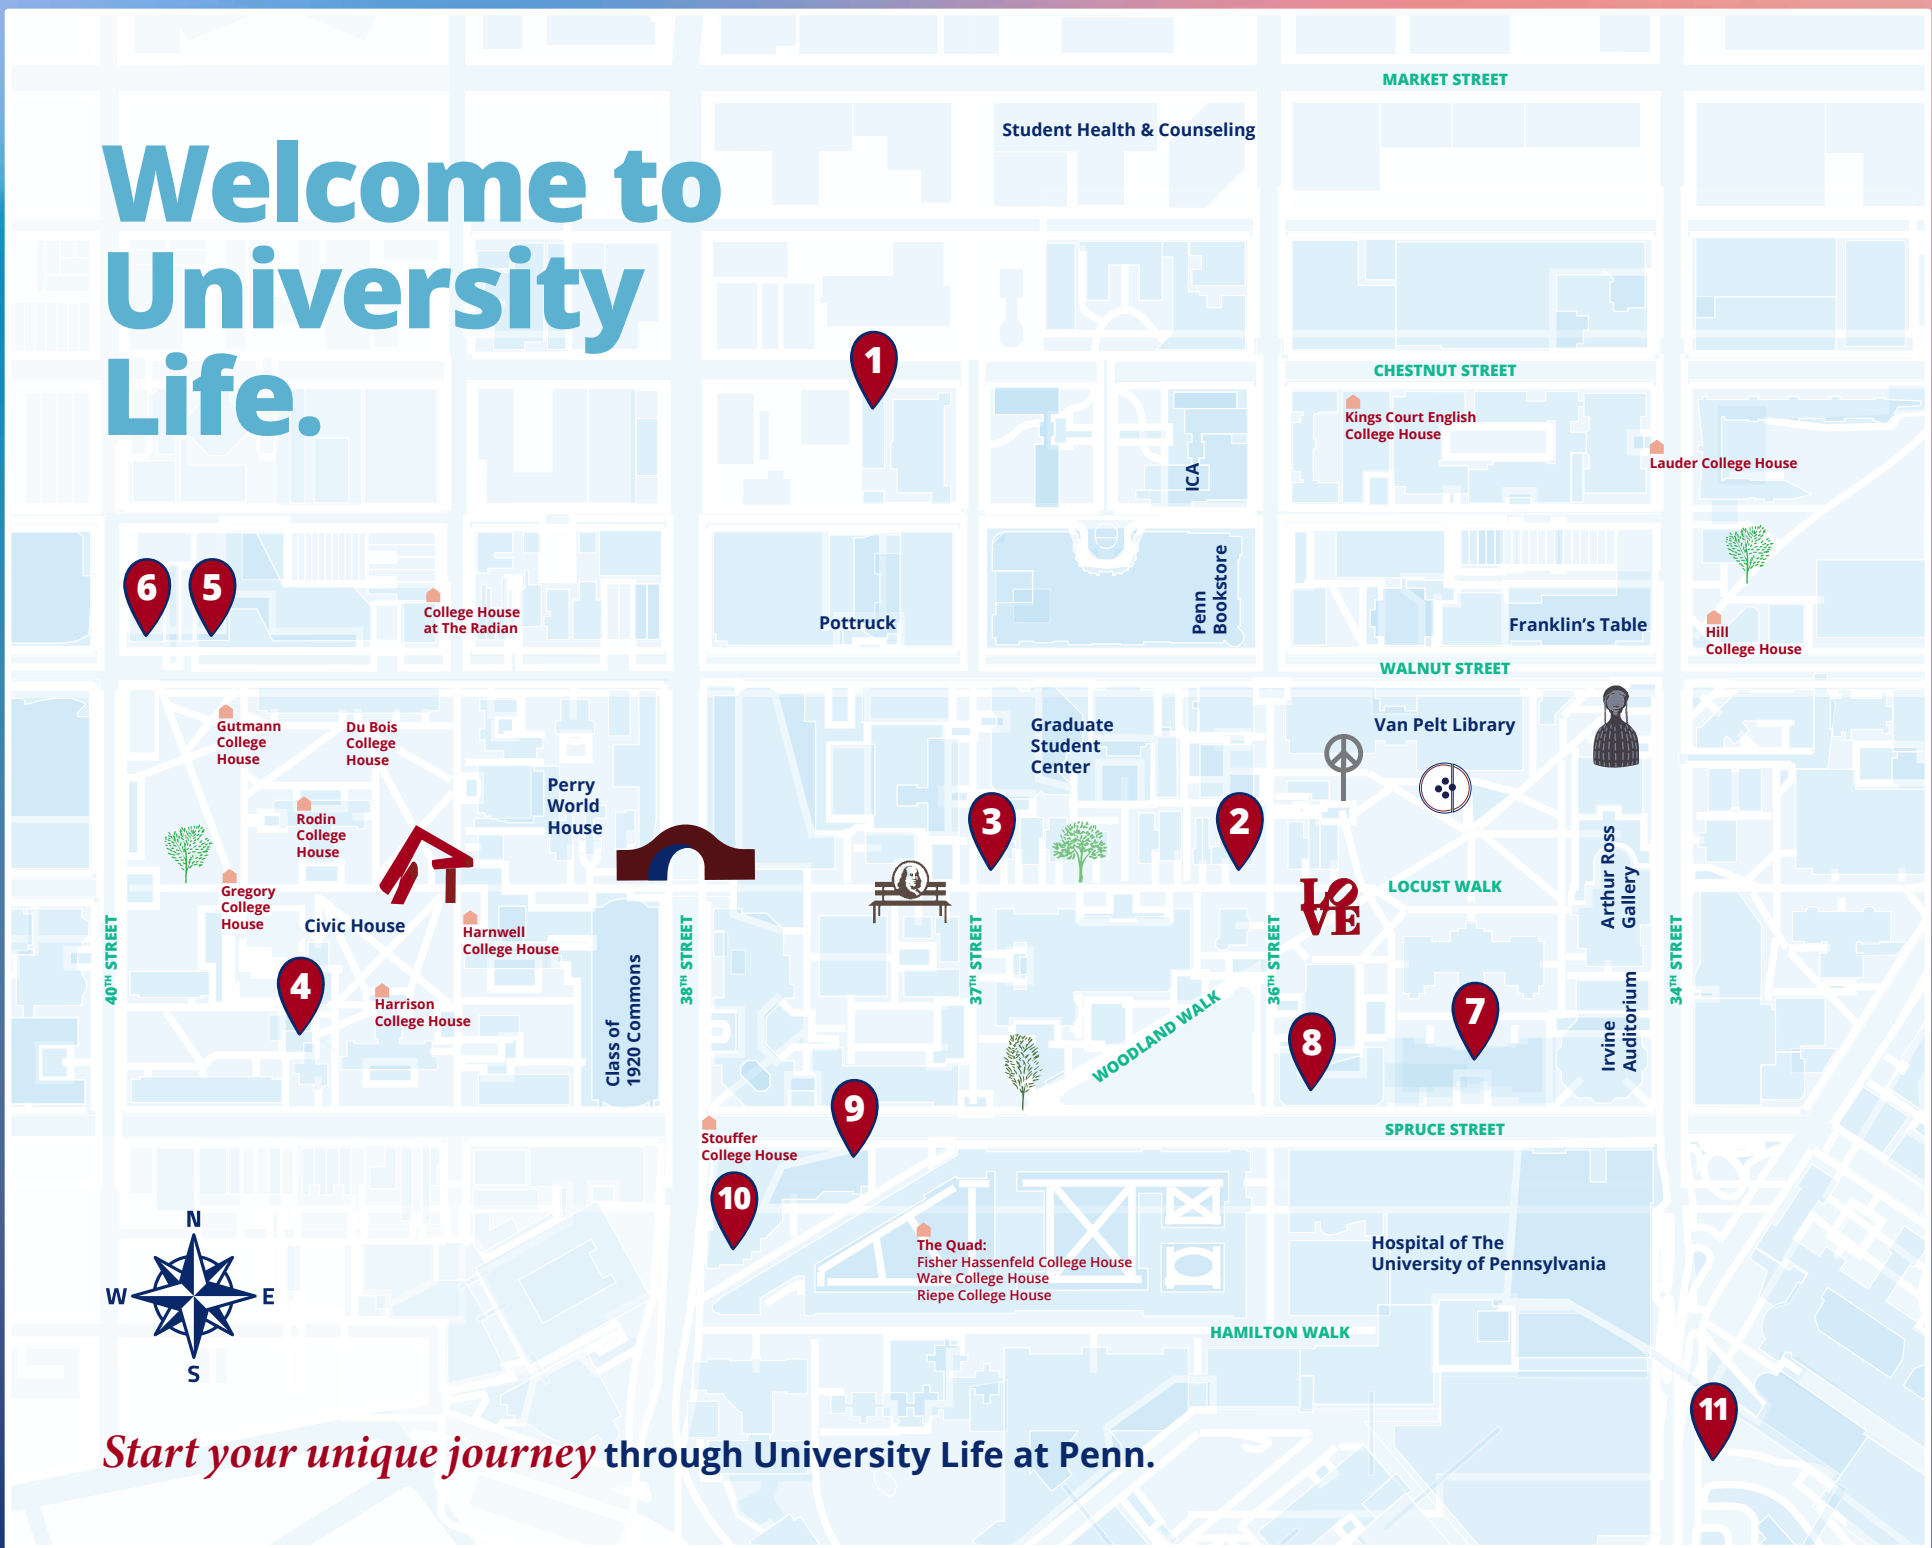 MARKET STREET
Student Health & Counseling
Welcome to
University
Life.
1
CHESTNUT STREET
Kings Court English
College House
Lauder College House
ICA
6
5
College House
at The Radian
Pottruck
Penn
Bookstore
Franklin's Table
Hill
College House
WALNUT STREET
Gutmann
College
House
Du Bois
College
House
Perry
World
House
Graduate
Student
Center
Van Pelt Library
Rodin
College
House
3
2
Arthur Ross
Gallery
Gregory
College
House
Civic House
Harnwell
College House
LOVE
LOCUST WALK
40TH STREET
38TH STREET
37TH STREET
36TH STREET
34TH STREET
4
Harrison
College House
Class of
1920 Commons
WOODLAND WALK
8
7
Irvine
Auditorium
9
Stouffer
College House
SPRUCE STREET
10
The Quad:
Fisher Hassenfeld College House
Ware College House
Riepe College House
Hospital of The
University of Pennsylvania
N
W
E
S
HAMILTON WALK
11
Start your unique journey through University Life at Penn.